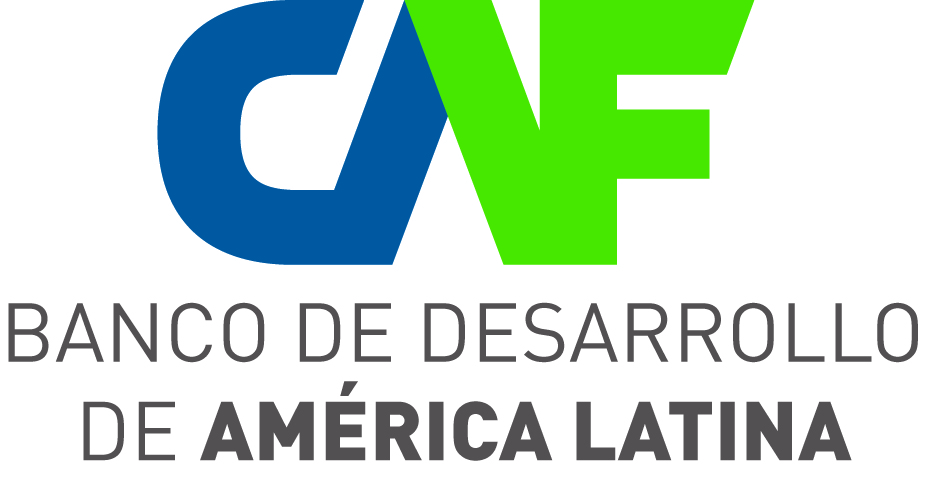 CAF
BANCO DE DESARROLLO
DE AMÉRICA LATINA